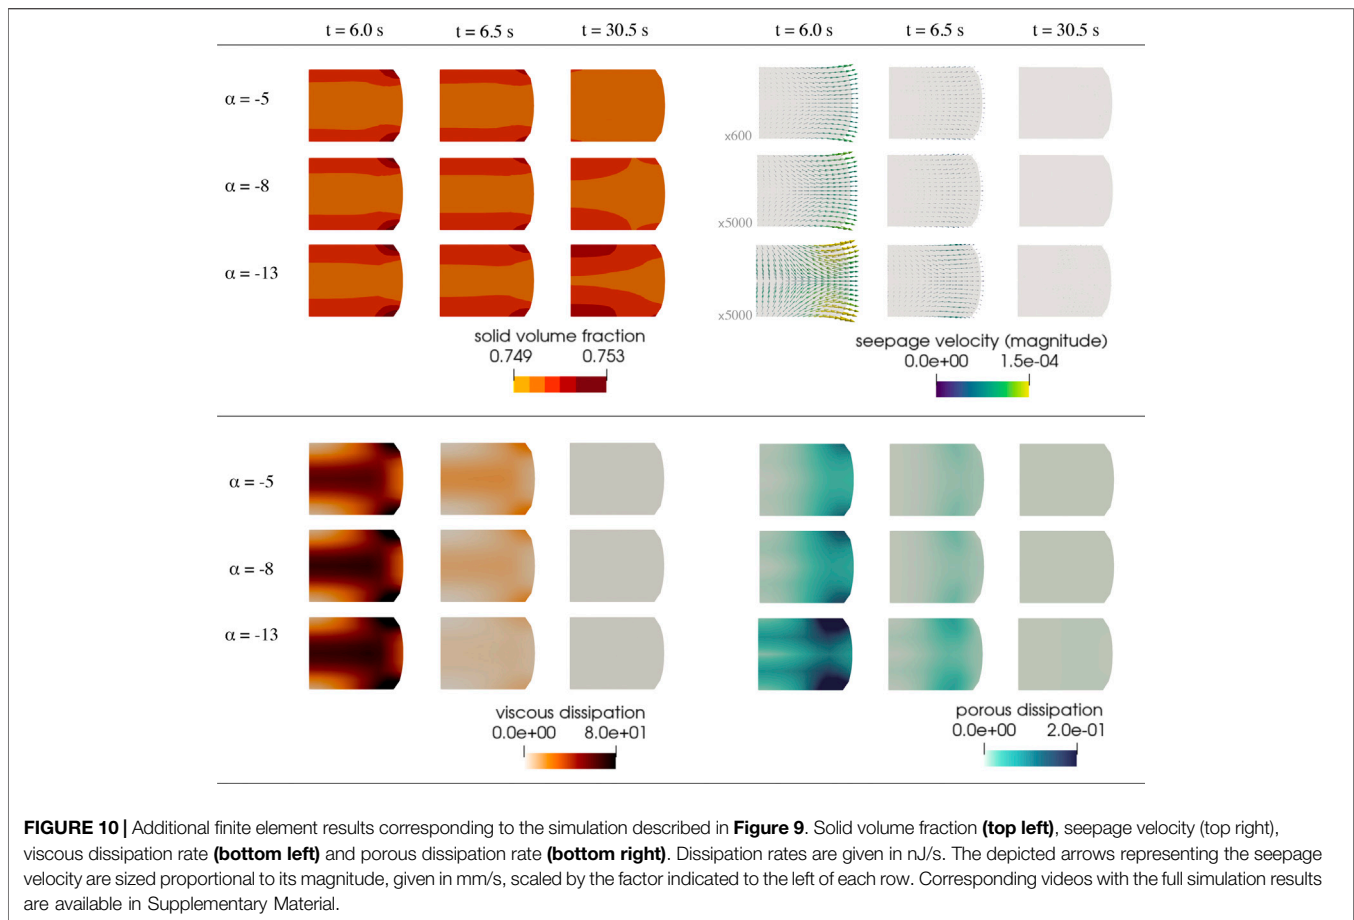 t = 6.0 s t = 6.5 s t = 30.5 s t = 6.0 s t = 6.5 s t = 30.5 s
α = -5
x600
α = -8
x5000
α = -13
x5000
solid volume fraction
0.749 0.753
seepage velocity (magnitude)
0.0e+00 1.5e-04
α = -5
α = -8
α = -13
viscous dissipation
0.0e+00 8.0e+01
porous dissipation
0.0e+00 2.0e-01
FIGURE 10 | Additional finite element results corresponding to the simulation described in Figure 9. Solid volume fraction (top left), seepage velocity (top right),
viscous dissipation rate (bottom left) and porous dissipation rate (bottom right). Dissipation rates are given in nJ/s. The depicted arrows representing the seepage
velocity are sized proportional to its magnitude, given in mm/s, scaled by the factor indicated to the left of each row. Corresponding videos with the full simulation results
are available in Supplementary Material.